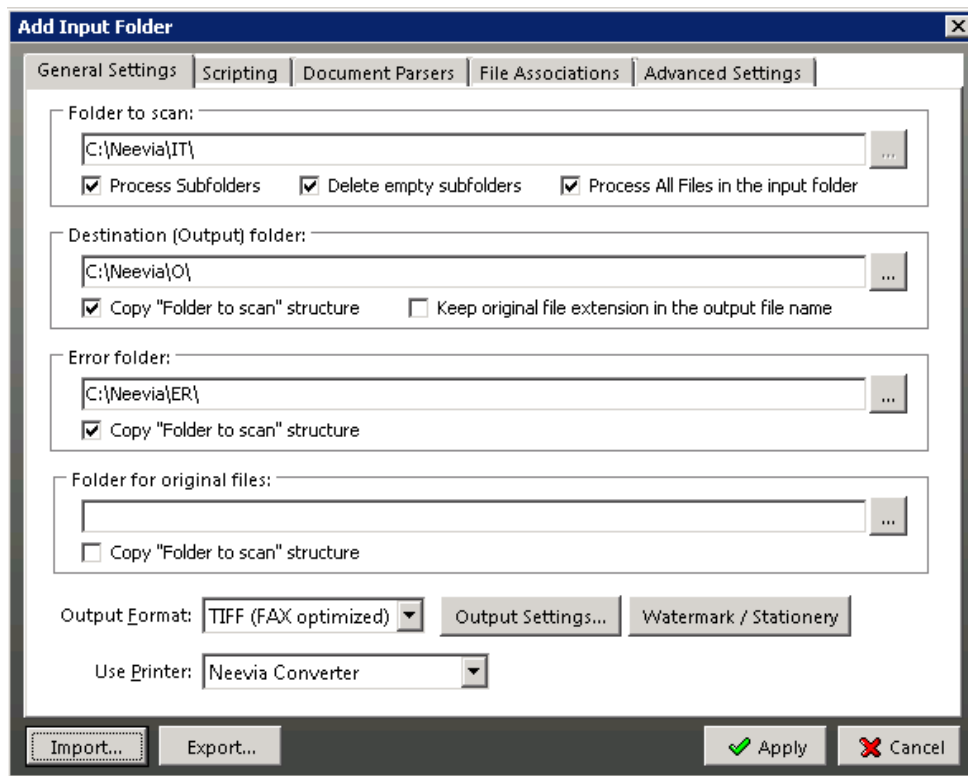 Add Input Folder
General Settings
Scripting
Document Parsers
File Associations
Advanced Settings
Folder to scan:
C:\Neevia\IT\
...
Process Subfolders
Delete empty subfolders
Process All Files in the input folder
Destination (Output) folder:
C:\Neevia\O\
...
Copy "Folder to scan" structure
Keep original file extension in the output file name
Error folder:
C:\Neevia\ER\
...
Copy "Folder to scan" structure
Folder for original files:
...
Copy "Folder to scan" structure
Output Format:
TIFF (FAX optimized)
Output Settings...
Watermark / Stationery
Use Printer:
Neevia Converter
Import...
Export...
Apply
Cancel